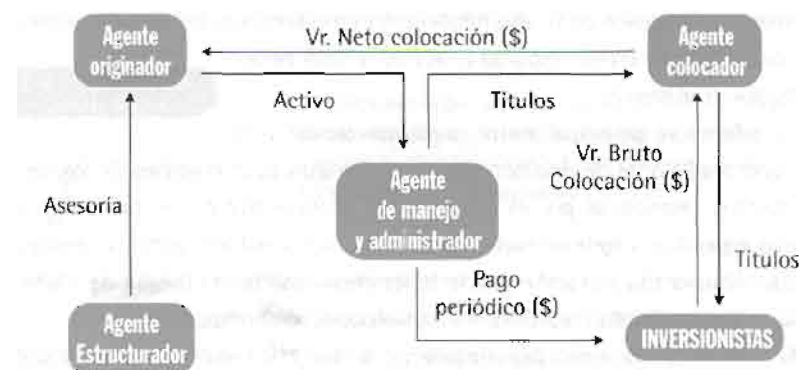 Agente
originador
Vr. Neto colocación ($)
Agente
colocador
Activo
Titulos
Vr. Bruto
Colocación ($)
Asesoría
Agente
de manejo
y administrador
Titulos
Pago
periódico ($)
Agente
Estructurador
INVERSIONISTAS